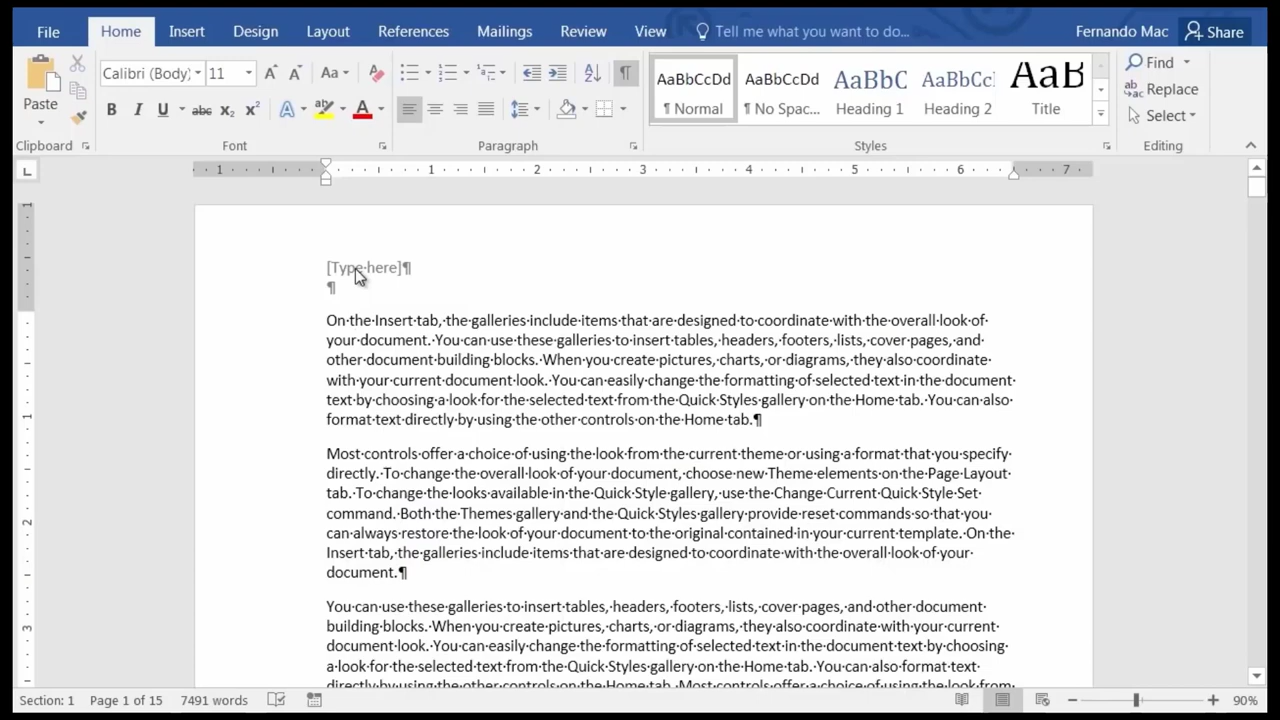 File Home Insert Design Layout References Mailings Review View Tell me what you want to do... Fernando Mac Share
Paste
Clipboard
Calibri (Body) 11 Aa
B I U abc x₂ x² A A
Font
Paragraph
AaBbCcDd AaBbCcDd AaBbC AaBbCcI AaB
¶ Normal ¶ No Spac... Heading 1 Heading 2 Title
Styles
Find
Replace
Select
Editing
1 1 2 3 4 5 6 7
[Type·here]¶
¶
On·the·Insert·tab,·the·galleries·include·items·that·are·designed·to·coordinate·with·the·overall·look·of·
your·document.·You·can·use·these·galleries·to·insert·tables,·headers,·footers,·lists,·cover·pages,·and·
other·document·building·blocks.·When·you·create·pictures,·charts,·or·diagrams,·they·also·coordinate·
with·your·current·document·look.·You·can·easily·change·the·formatting·of·selected·text·in·the·document·
text·by·choosing·a·look·for·the·selected·text·from·the·Quick·Styles·gallery·on·the·Home·tab.·You·can·also·
format·text·directly·by·using·the·other·controls·on·the·Home·tab.¶
Most·controls·offer·a·choice·of·using·the·look·from·the·current·theme·or·using·a·format·that·you·specify·
directly.·To·change·the·overall·look·of·your·document,·choose·new·Theme·elements·on·the·Page·Layout·
tab.·To·change·the·looks·available·in·the·Quick·Style·gallery,·use·the·Change·Current·Quick·Style·Set·
command.·Both·the·Themes·gallery·and·the·Quick·Styles·gallery·provide·reset·commands·so·that·you·
can·always·restore·the·look·of·your·document·to·the·original·contained·in·your·current·template.·On·the·
Insert·tab,·the·galleries·include·items·that·are·designed·to·coordinate·with·the·overall·look·of·your·
document.¶
You·can·use·these·galleries·to·insert·tables,·headers,·footers,·lists,·cover·pages,·and·other·document·
building·blocks.·When·you·create·pictures,·charts,·or·diagrams,·they·also·coordinate·with·your·current·
document·look.·You·can·easily·change·the·formatting·of·selected·text·in·the·document·text·by·choosing·
a·look·for·the·selected·text·from·the·Quick·Styles·gallery·on·the·Home·tab.·You·can·also·format·text·
directly·by·using·the·other·controls·on·the·Home·tab.·Most·controls·offer·a·choice·of·using·the·look·from·
Section: 1 Page 1 of 15 7491 words 90%